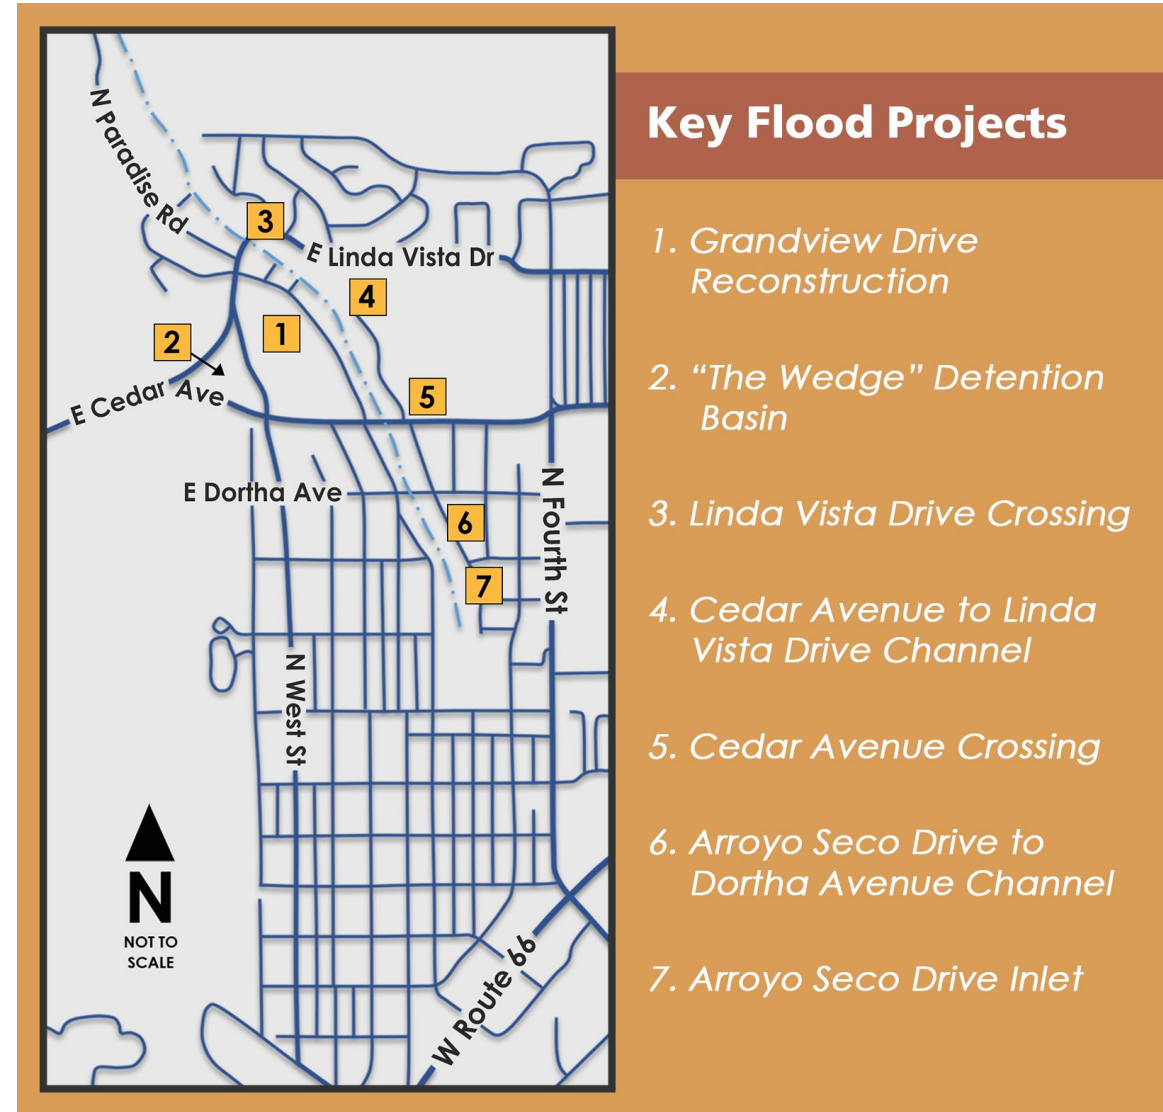 N Paradise Rd
3
E Linda Vista Dr
4
1
2
5
E Cedar Ave
E Dortha Ave
N Fourth St
6
7
N West St
N
NOT TO
SCALE
W Route 66
Key Flood Projects
1. Grandview Drive
Reconstruction
2. “The Wedge” Detention
Basin
3. Linda Vista Drive Crossing
4. Cedar Avenue to Linda
Vista Drive Channel
5. Cedar Avenue Crossing
6. Arroyo Seco Drive to
Dortha Avenue Channel
7. Arroyo Seco Drive Inlet